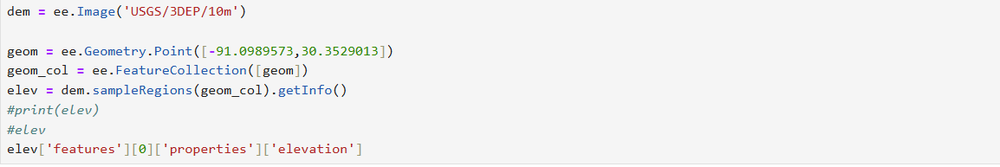 dem = ee.Image('USGS/3DEP/10m')
geom = ee.Geometry.Point([-91.0989573,30.3529013])
geom_col = ee.FeatureCollection([geom])
elev = dem.sampleRegions(geom_col).getInfo()
#print(elev)
#elev
elev['features'][0]['properties']['elevation']